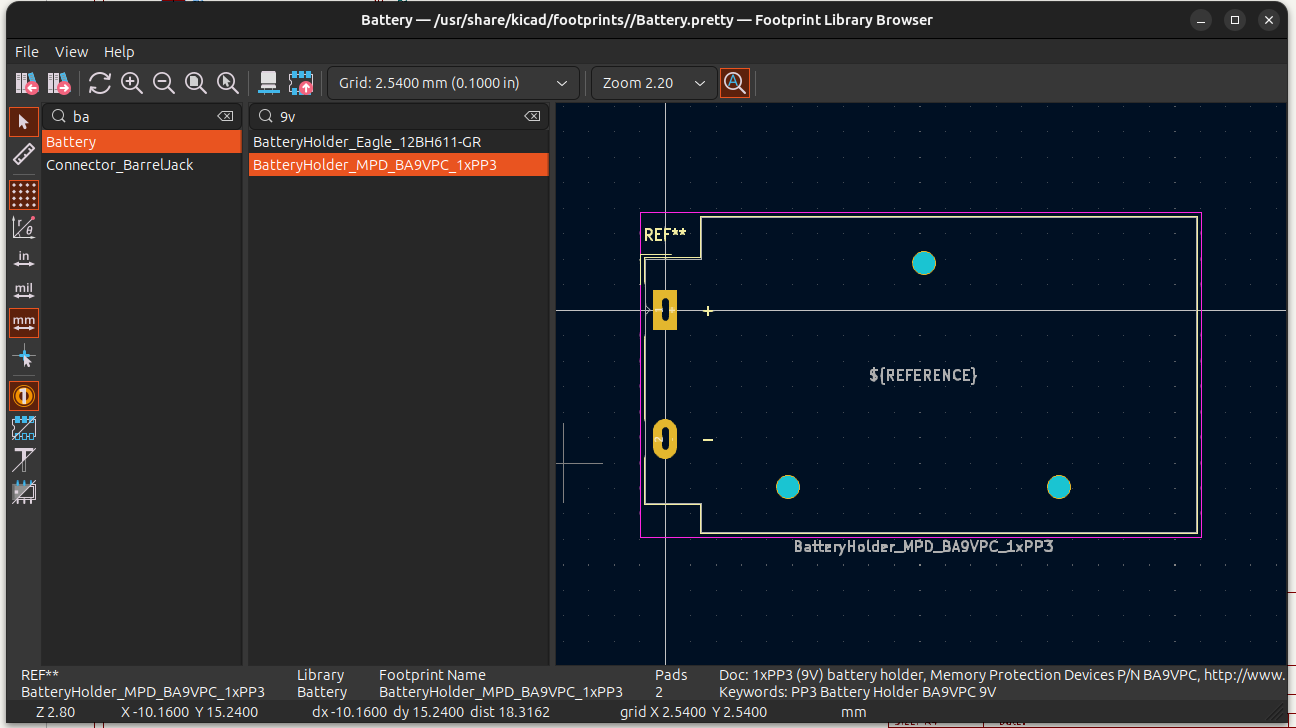 Battery — /usr/share/kicad/footprints//Battery.pretty — Footprint Library Browser
File View Help
Grid: 2.5400 mm (0.1000 in)
Zoom 2.20
ba
9v
Battery
BatteryHolder_Eagle_12BH611-GR
Connector_BarrelJack
BatteryHolder_MPD_BA9VPC_1xPP3
in
mil
mm
REF**
+
${REFERENCE}
−
BatteryHolder_MPD_BA9VPC_1xPP3
REF** Library Footprint Name Pads Doc: 1xPP3 (9V) battery holder, Memory Protection Devices P/N BA9VPC, http://www.
BatteryHolder_MPD_BA9VPC_1xPP3 Battery BatteryHolder_MPD_BA9VPC_1xPP3 2 Keywords: PP3 Battery Holder BA9VPC 9V
Z 2.80 X -10.1600 Y 15.2400 dx -10.1600 dy 15.2400 dist 18.3162 grid X 2.5400 Y 2.5400 mm